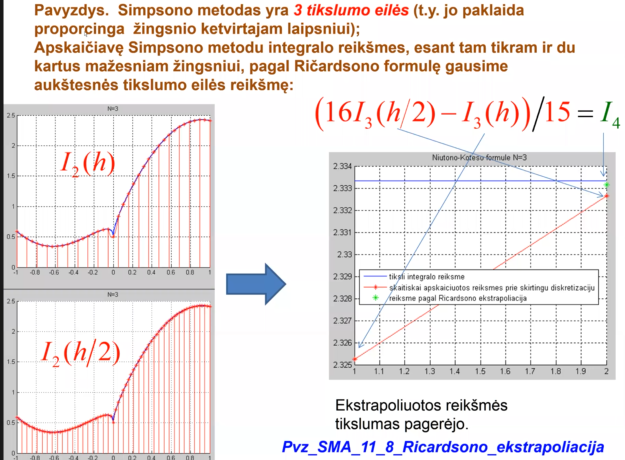 Pavyzdys. Simpsono metodas yra 3 tikslumo eilės (t.y. jo paklaida
proporcinga žingsnio ketvirtajam laipsniui);
Apskaičiavę Simpsono metodu integralo reikšmes, esant tam tikram ir du
kartus mažesniam žingsniui, pagal Ričardsono formulę gausime
aukštesnės tikslumo eilės reikšmę:
(16I₃(h/2) − I₃(h))/15 = I₄
N=3
2.5
2
1.5
1
0.5
0
-1 -0.8 -0.6 -0.4 -0.2 0 0.2 0.4 0.6 0.8 1
I₂(h)
N=3
2.5
2
1.5
1
0.5
0
-1 -0.8 -0.6 -0.4 -0.2 0 0.2 0.4 0.6 0.8 1
I₂(h/2)
Niutono-Koteso formule N=3
2.334
2.333
2.332
2.331
2.33
2.329
2.328
2.327
2.326
2.325
1 1.1 1.2 1.3 1.4 1.5 1.6 1.7 1.8 1.9 2
tiksli integralo reiksme
skaitiskai apskaiciuotos reiksmes prie skirtingu diskretizaciju
reiksme pagal Ricardsono ekstrapoliacija
Ekstrapoliuotos reikšmės
tikslumas pagerėjo.
Pvz_SMA_11_8_Ricardsono_ekstrapoliacija